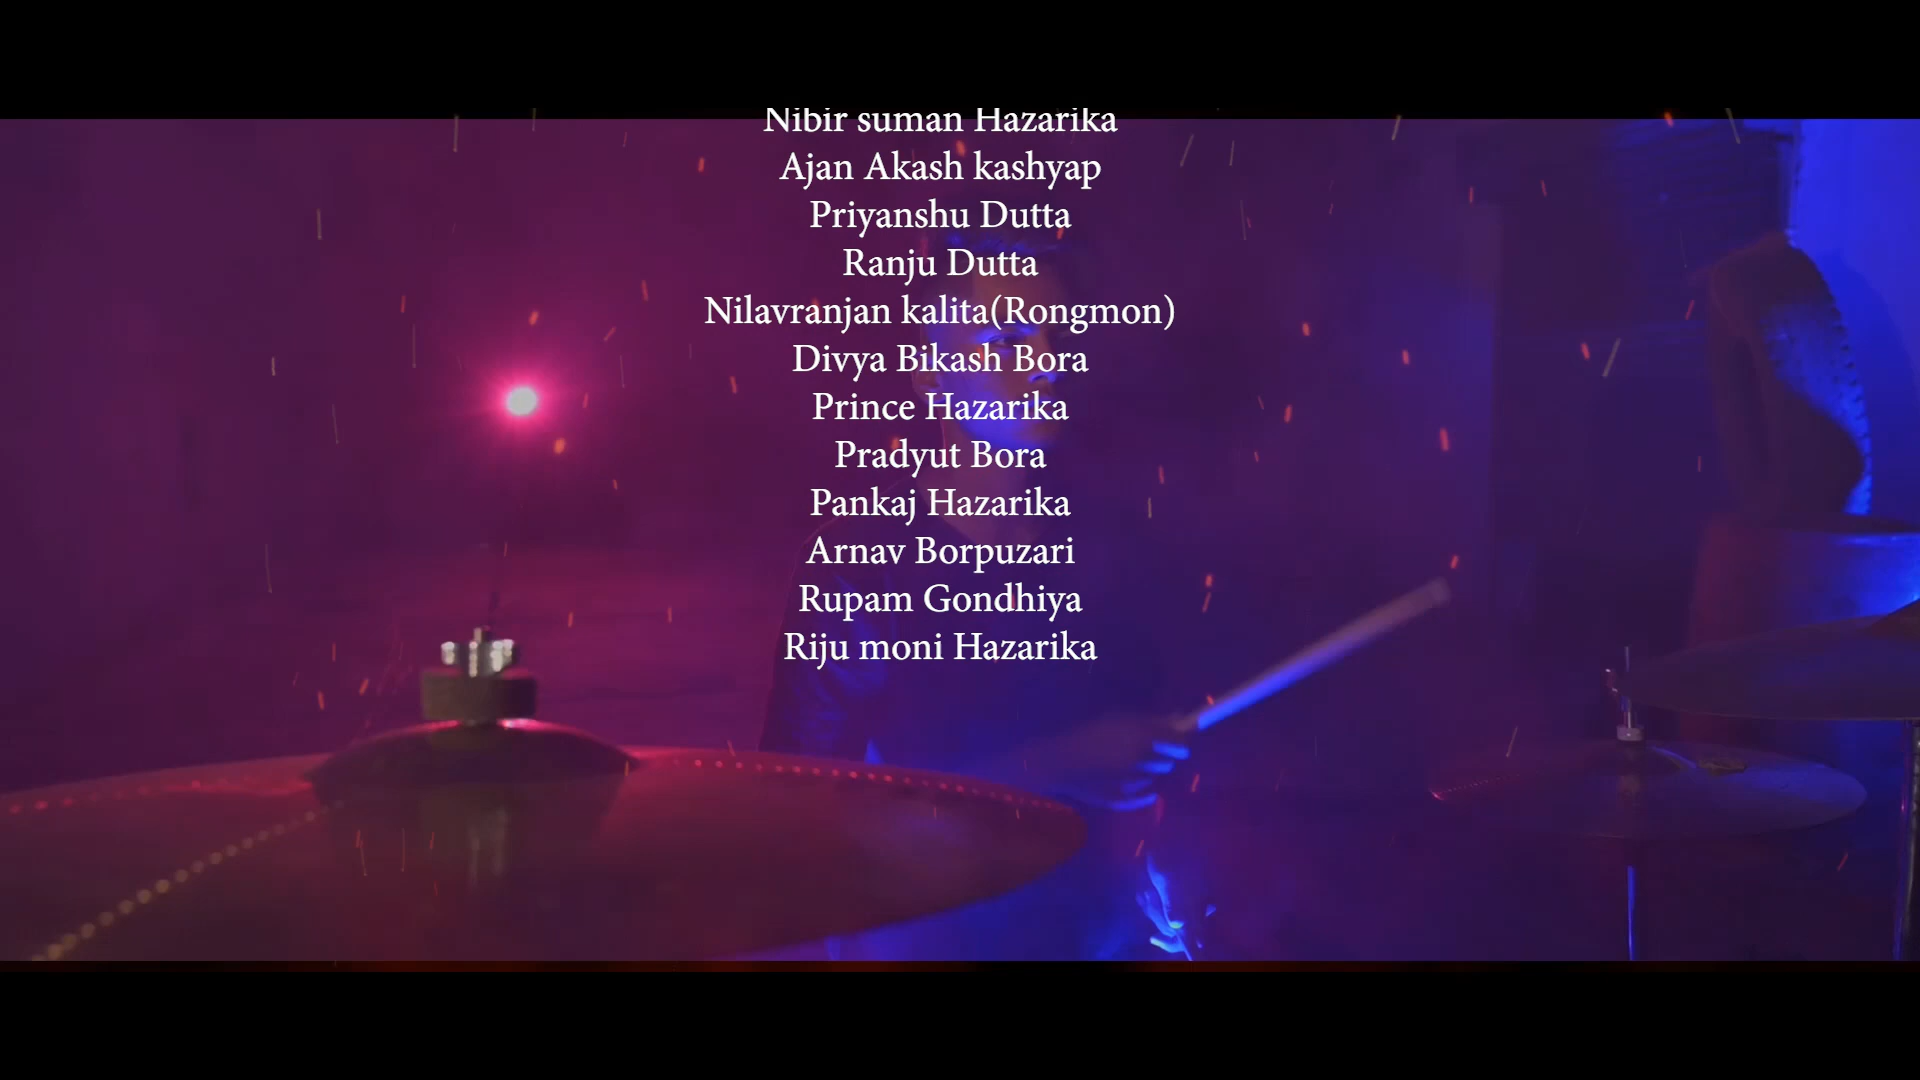 Nibir suman Hazarika
Ajan Akash kashyap
Priyanshu Dutta
Ranju Dutta
Nilavranjan kalita(Rongmon)
Divya Bikash Bora
Prince Hazarika
Pradyut Bora
Pankaj Hazarika
Arnav Borpuzari
Rupam Gondhiya
Riju moni Hazarika